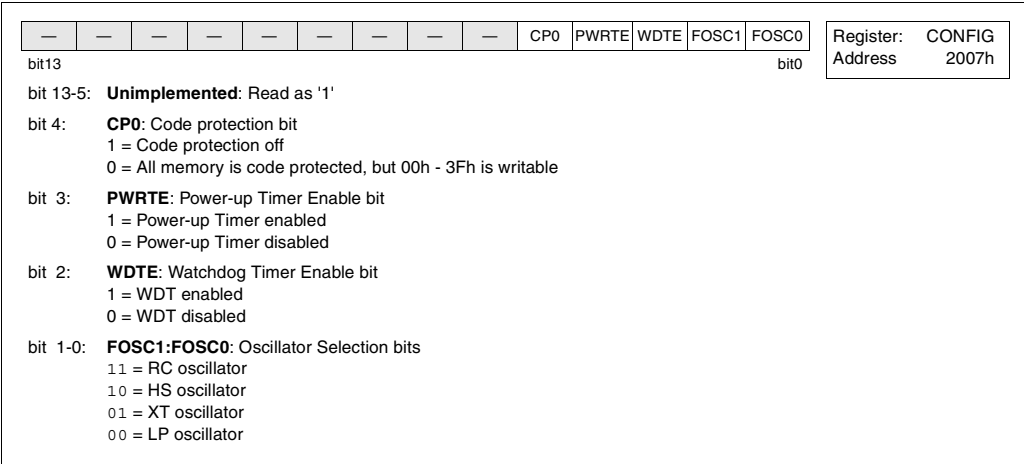 — — — — — — — — — CP0 PWRTE WDTE FOSC1 FOSC0
Register: CONFIG
Address 2007h
bit13 bit0
bit 13-5: Unimplemented: Read as '1'
bit 4: CP0: Code protection bit
1 = Code protection off
0 = All memory is code protected, but 00h - 3Fh is writable
bit 3: PWRTE: Power-up Timer Enable bit
1 = Power-up Timer enabled
0 = Power-up Timer disabled
bit 2: WDTE: Watchdog Timer Enable bit
1 = WDT enabled
0 = WDT disabled
bit 1-0: FOSC1:FOSC0: Oscillator Selection bits
11 = RC oscillator
10 = HS oscillator
01 = XT oscillator
00 = LP oscillator